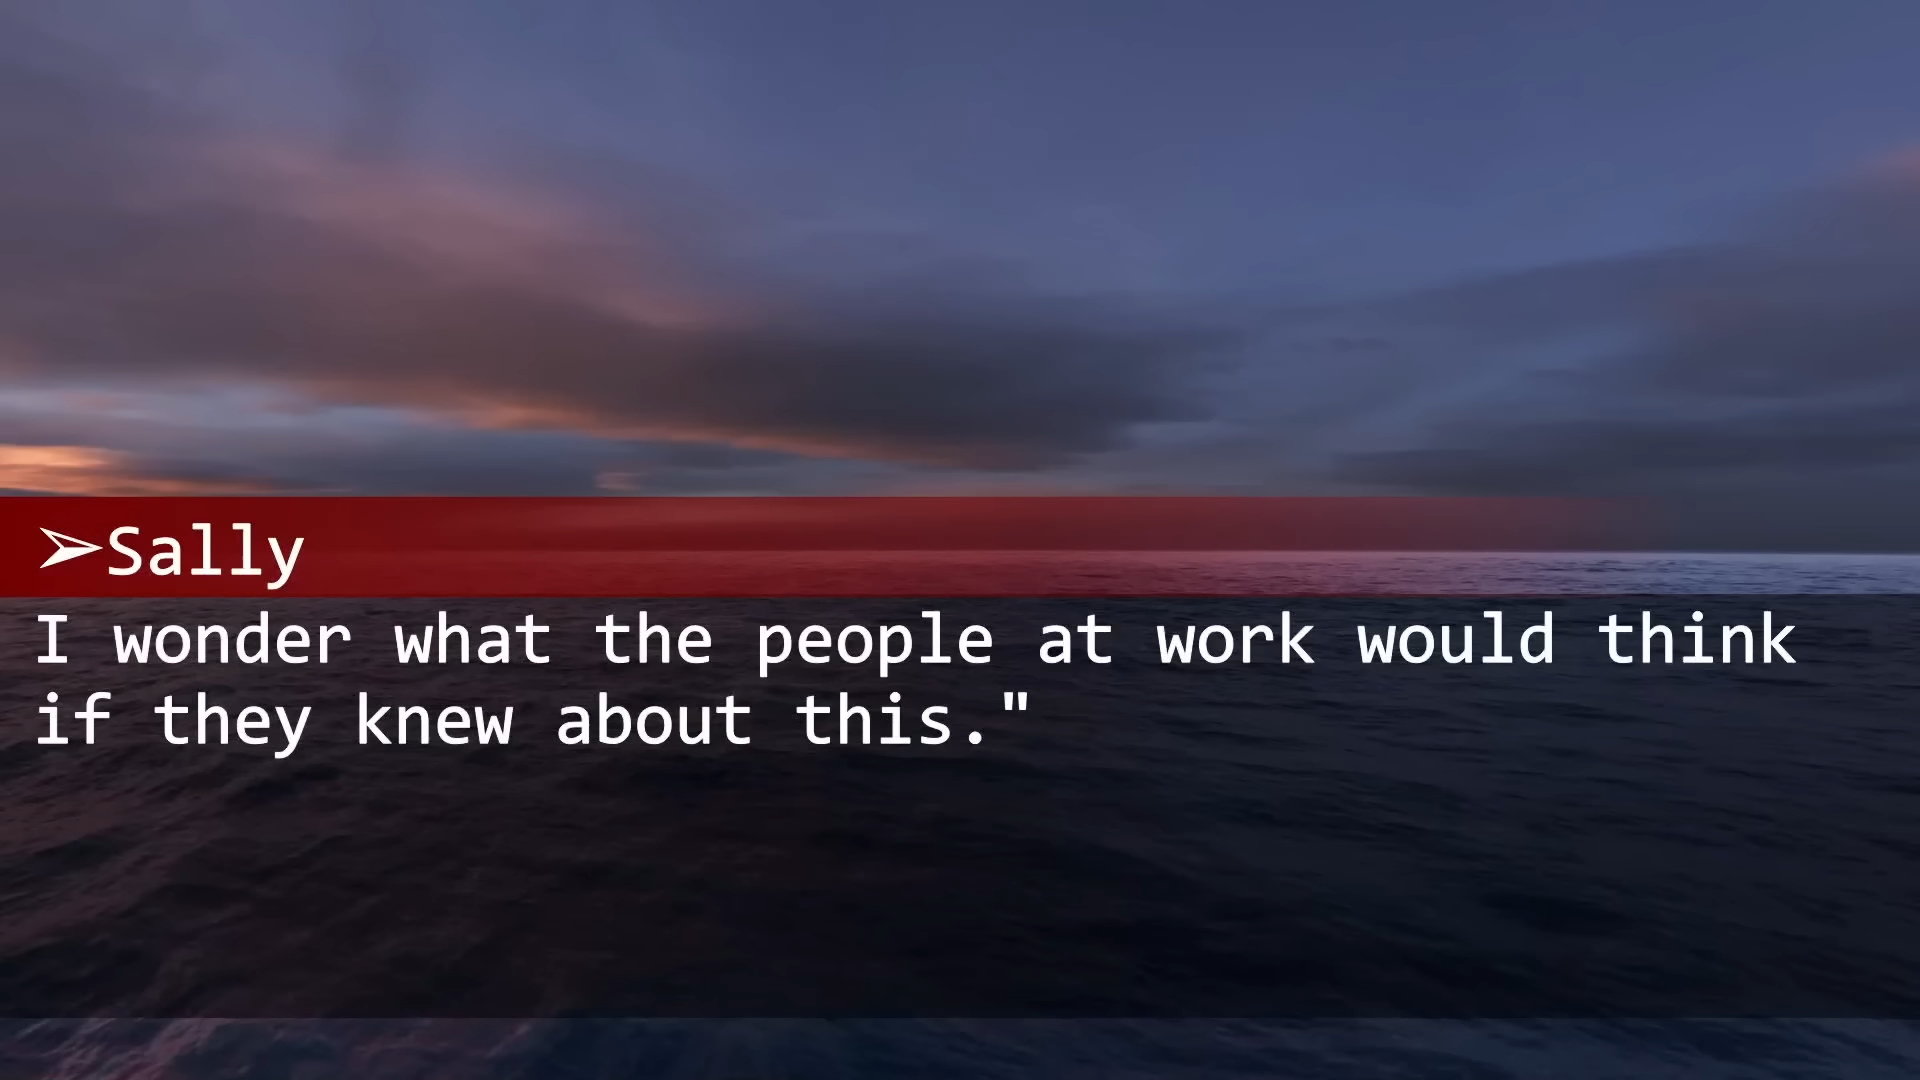 ➢Sally
I wonder what the people at work would think
if they knew about this."